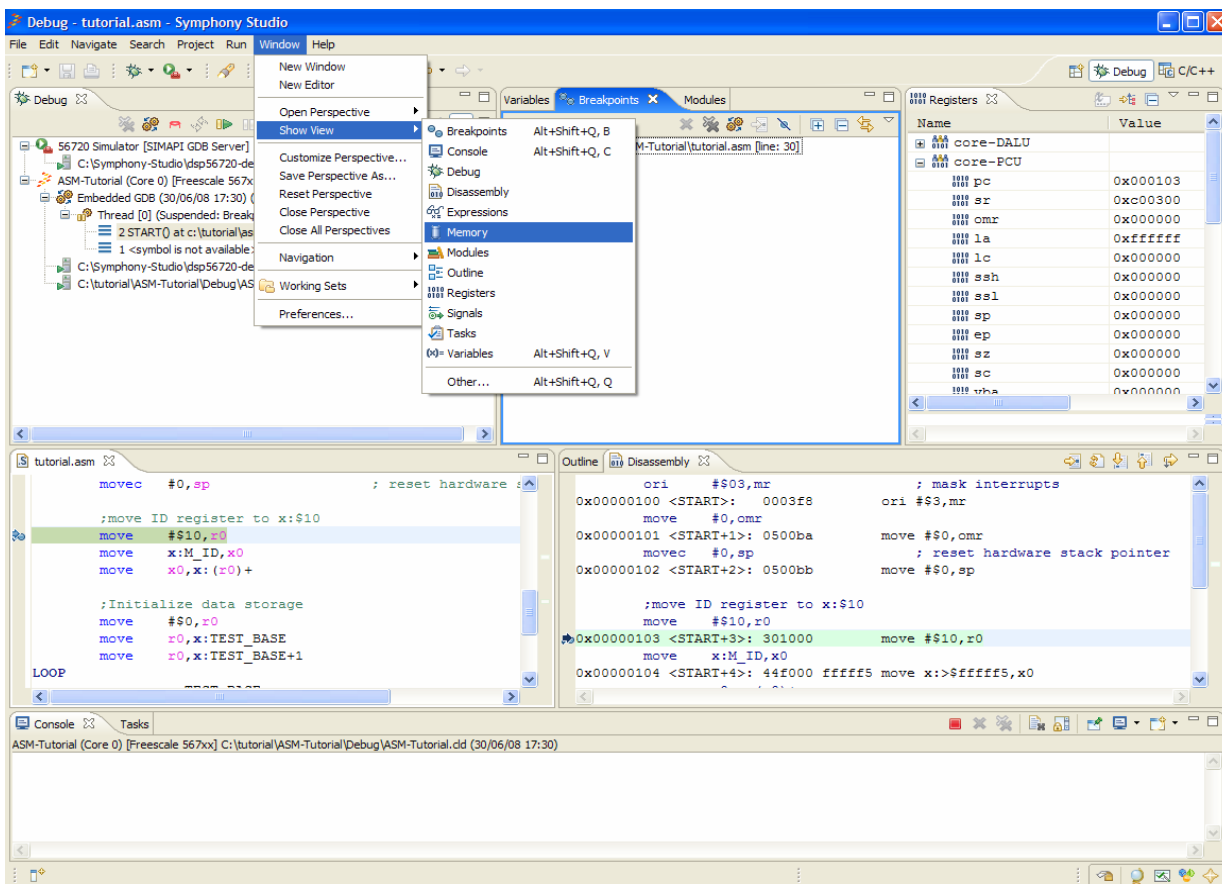 Debug - tutorial.asm - Symphony Studio
File Edit Navigate Search Project Run Window Help
Debug C/C++
New Window
New Editor
Open Perspective
Show View
Customize Perspective...
Save Perspective As...
Reset Perspective
Close Perspective
Close All Perspectives
Navigation
Working Sets
Preferences...
Breakpoints Alt+Shift+Q, B
Console Alt+Shift+Q, C
Debug
Disassembly
Expressions
Memory
Modules
Outline
Registers
Signals
Tasks
(x)= Variables Alt+Shift+Q, V
Other... Alt+Shift+Q, Q
Debug
56720 Simulator [SIMAPI GDB Server]
C:\Symphony-Studio\dsp56720-de
ASM-Tutorial (Core 0) [Freescale 567x
Embedded GDB (30/06/08 17:30) (
Thread [0] (Suspended: Breakp
2 START() at c:\tutorial\as
1 <symbol is not available>
C:\Symphony-Studio\dsp56720-de
C:\tutorial\ASM-Tutorial\Debug\AS
Variables Breakpoints Modules
M-Tutorial\tutorial.asm [line: 30]
Registers
Name Value
core-DALU
core-PCU
pc 0x000103
sr 0xc00300
omr 0x000000
la 0xffffff
lc 0x000000
ssh 0x000000
ssl 0x000000
sp 0x000000
ep 0x000000
sz 0x000000
sc 0x000000
vba 0x000000
tutorial.asm
movec #0,sp ; reset hardware s
;move ID register to x:$10
move #$10,r0
move x:M_ID,x0
move x0,x:(r0)+
;Initialize data storage
move #$0,r0
move r0,x:TEST_BASE
move r0,x:TEST_BASE+1
LOOP
Outline Disassembly
ori #$03,mr ; mask interrupts
0x00000100 <START>: 0003f8 ori #$3,mr
move #0,omr
0x00000101 <START+1>: 0500ba move #$0,omr
movec #0,sp ; reset hardware stack pointer
0x00000102 <START+2>: 0500bb move #$0,sp
;move ID register to x:$10
move #$10,r0
0x00000103 <START+3>: 301000 move #$10,r0
move x:M_ID,x0
0x00000104 <START+4>: 44f000 fffff5 move x:>$fffff5,x0
Console Tasks
ASM-Tutorial (Core 0) [Freescale 567xx] C:\tutorial\ASM-Tutorial\Debug\ASM-Tutorial.cld (30/06/08 17:30)